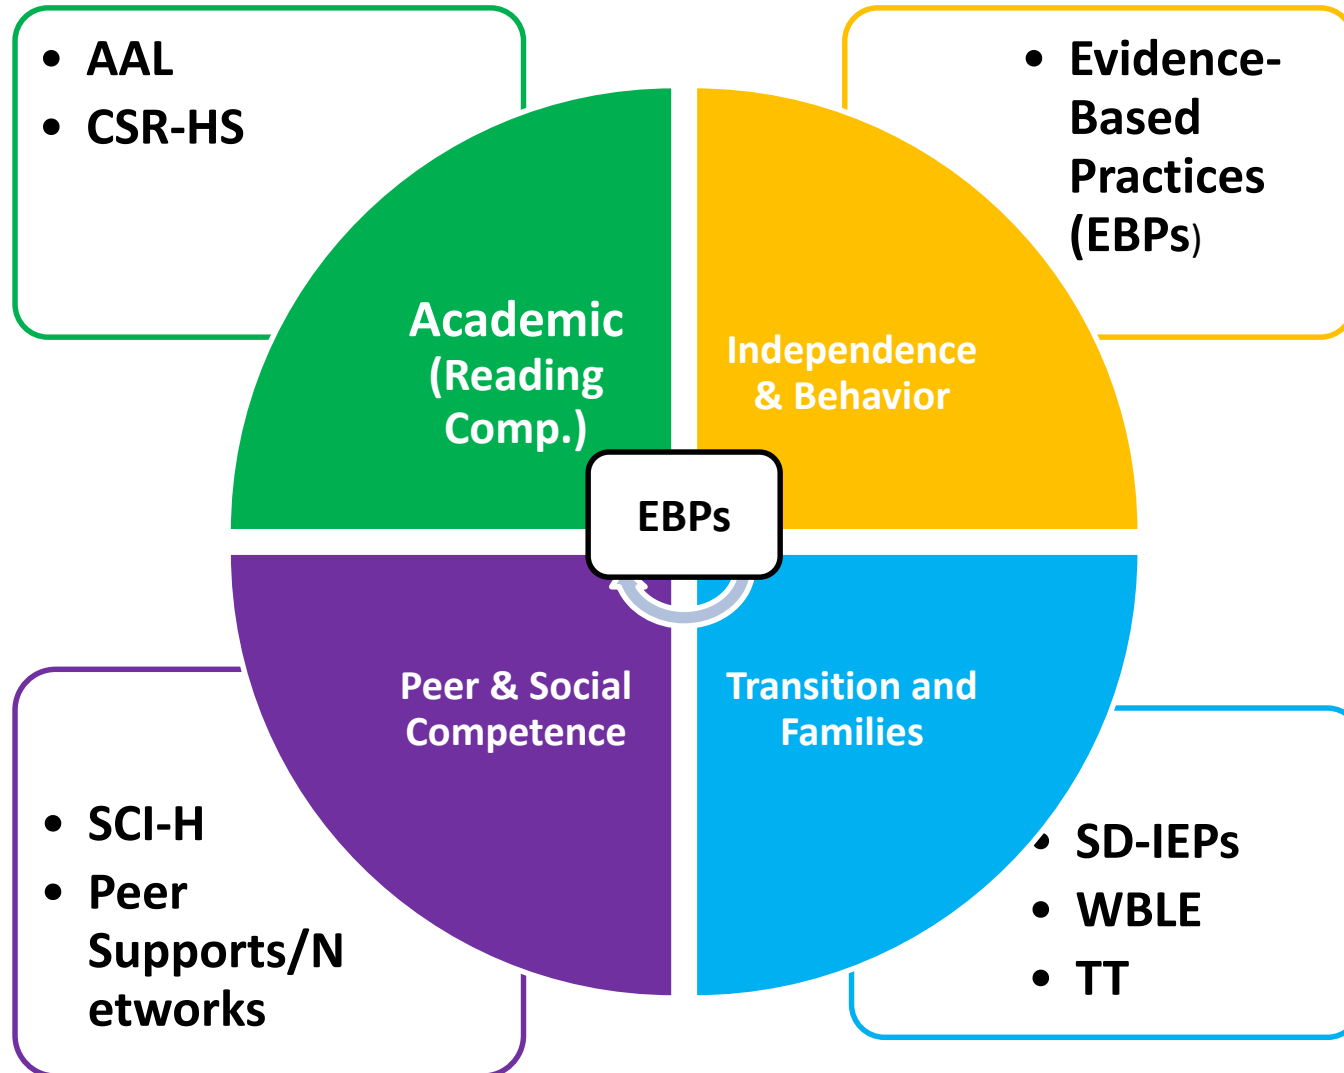 • AAL
• CSR-HS
• Evidence-
Based
Practices
(EBPs)
Academic
(Reading
Comp.)
Independence
& Behavior
EBPs
Peer & Social
Competence
Transition and
Families
• SCI-H
• Peer
Supports/N
etworks
• SD-IEPs
• WBLE
• TT